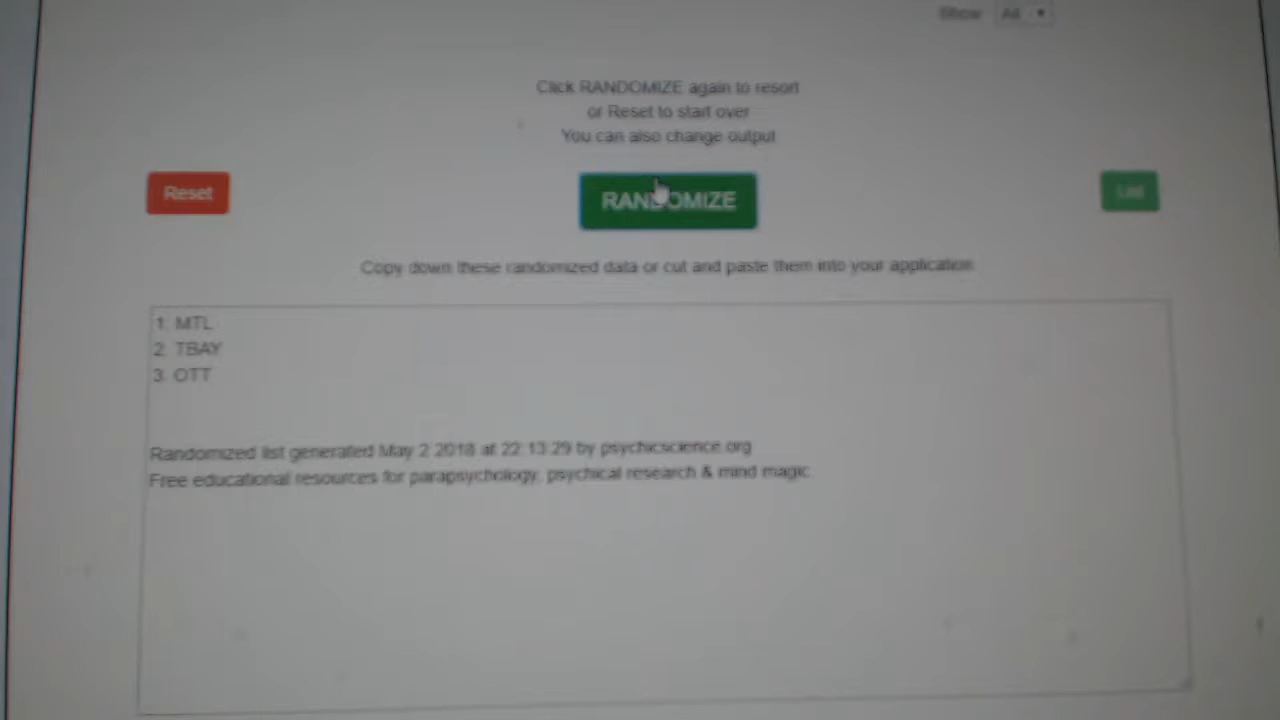 Show All
Click RANDOMIZE again to resort
or Reset to start over
You can also change output
Reset
RANDOMIZE
List
Copy down these randomized data or cut and paste them into your application
1. MTL
2. TBAY
3. OTT
Randomized list generated May 2 2018 at 22:13:29 by psychicscience.org
Free educational resources for parapsychology, psychical research & mind magic.